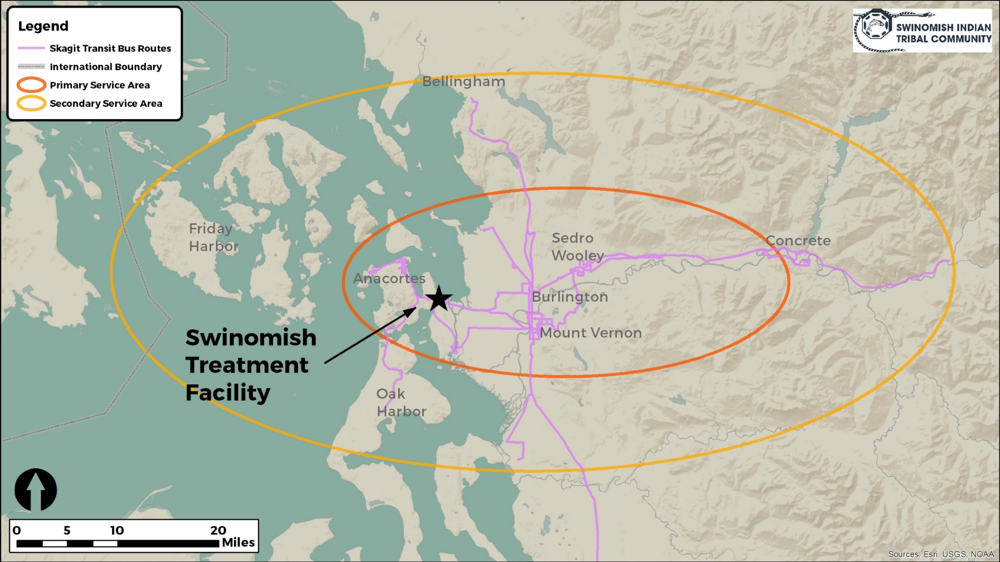 Legend
Skagit Transit Bus Routes
International Boundary
Primary Service Area
Secondary Service Area
SWINOMISH INDIAN
TRIBAL COMMUNITY
Bellingham
Friday
Harbor
Sedro
Wooley
Concrete
Anacortes
Burlington
Mount Vernon
Swinomish
Treatment
Facility
Oak
Harbor
0 5 10 20
Miles
Sources: Esri, USGS, NOAA